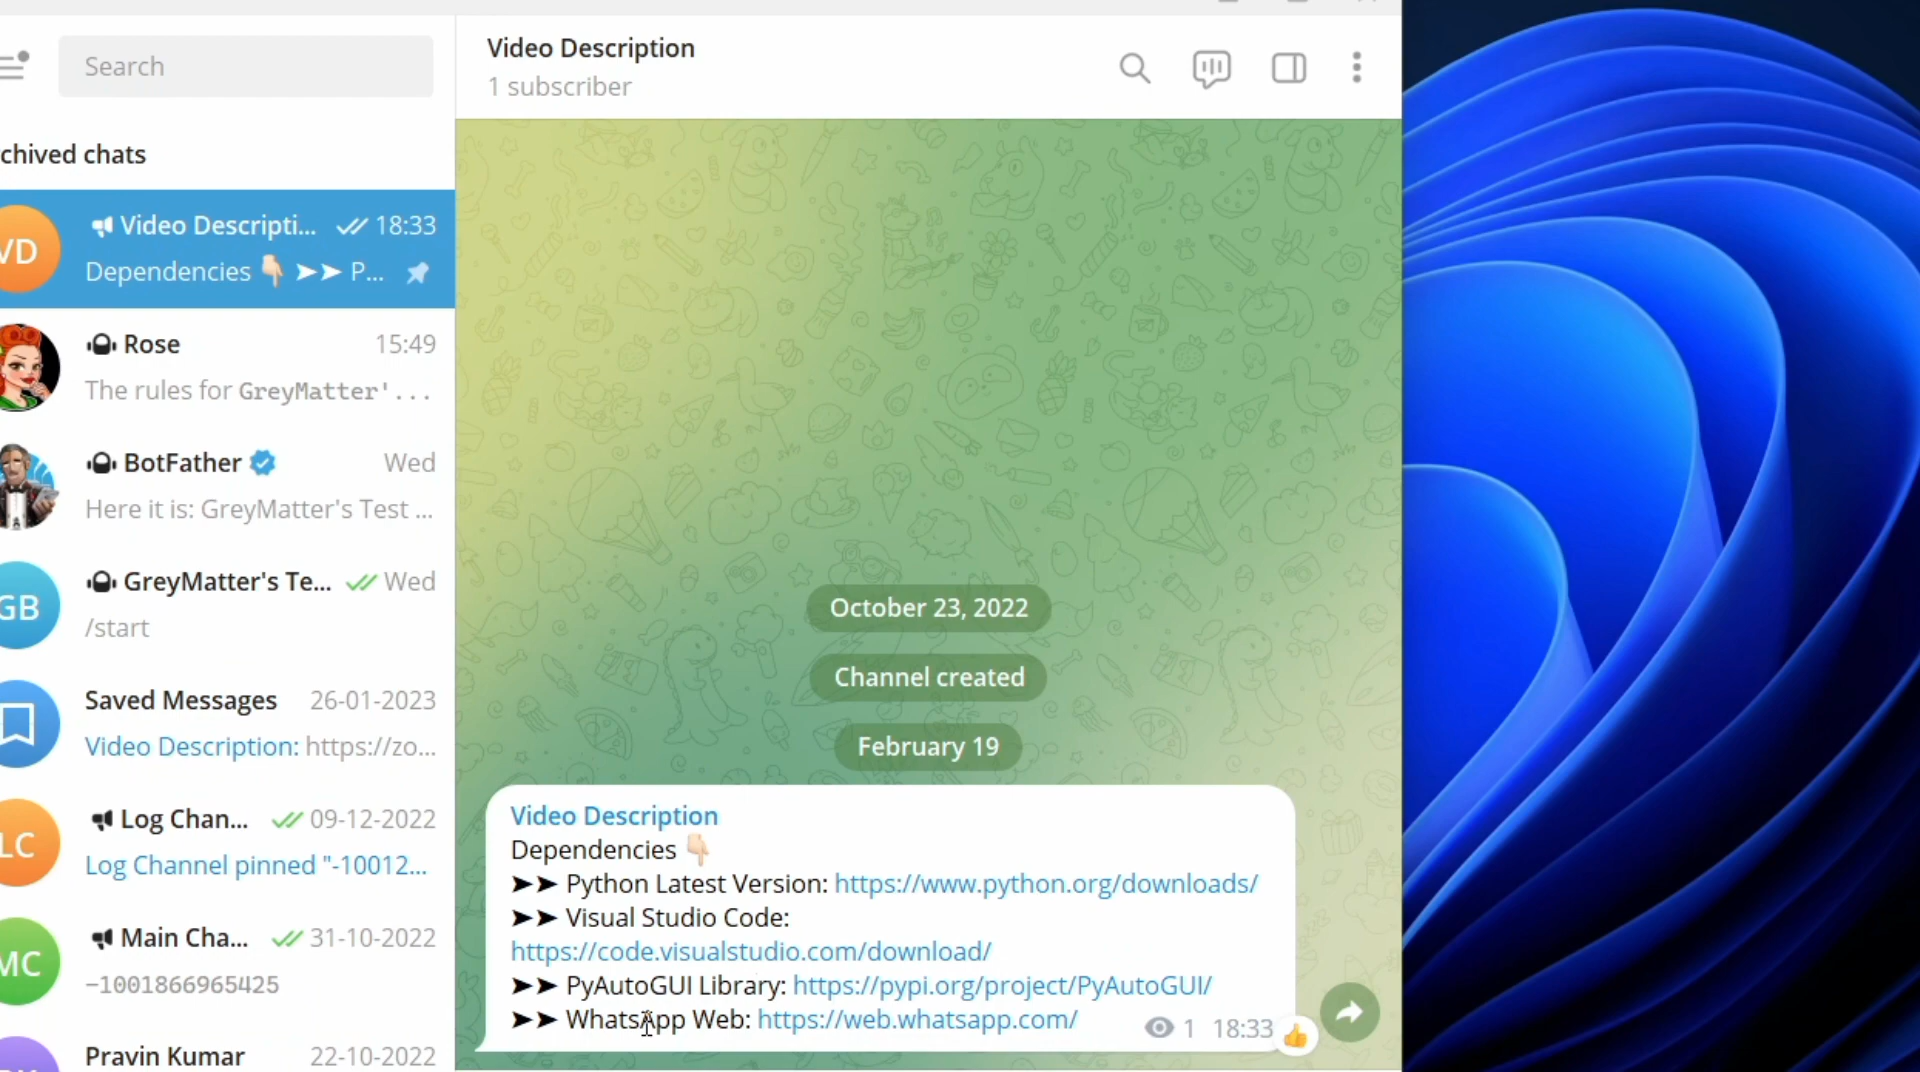 Search
chived chats
VD
Video Descripti... 18:33
Dependencies 👇🏻 ➤➤ P...
Rose 15:49
The rules for GreyMatter'...
BotFather Wed
Here it is: GreyMatter's Test ...
GB
GreyMatter's Te... Wed
/start
Saved Messages 26-01-2023
Video Description: https://zo...
LC
Log Chan... 09-12-2022
Log Channel pinned "-10012...
MC
Main Cha... 31-10-2022
-1001866965425
Pravin Kumar 22-10-2022
Video Description
1 subscriber
October 23, 2022
Channel created
February 19
Video Description
Dependencies 👇🏻
➤➤ Python Latest Version: https://www.python.org/downloads/
➤➤ Visual Studio Code:
https://code.visualstudio.com/download/
➤➤ PyAutoGUI Library: https://pypi.org/project/PyAutoGUI/
➤➤ WhatsApp Web: https://web.whatsapp.com/
1 18:33